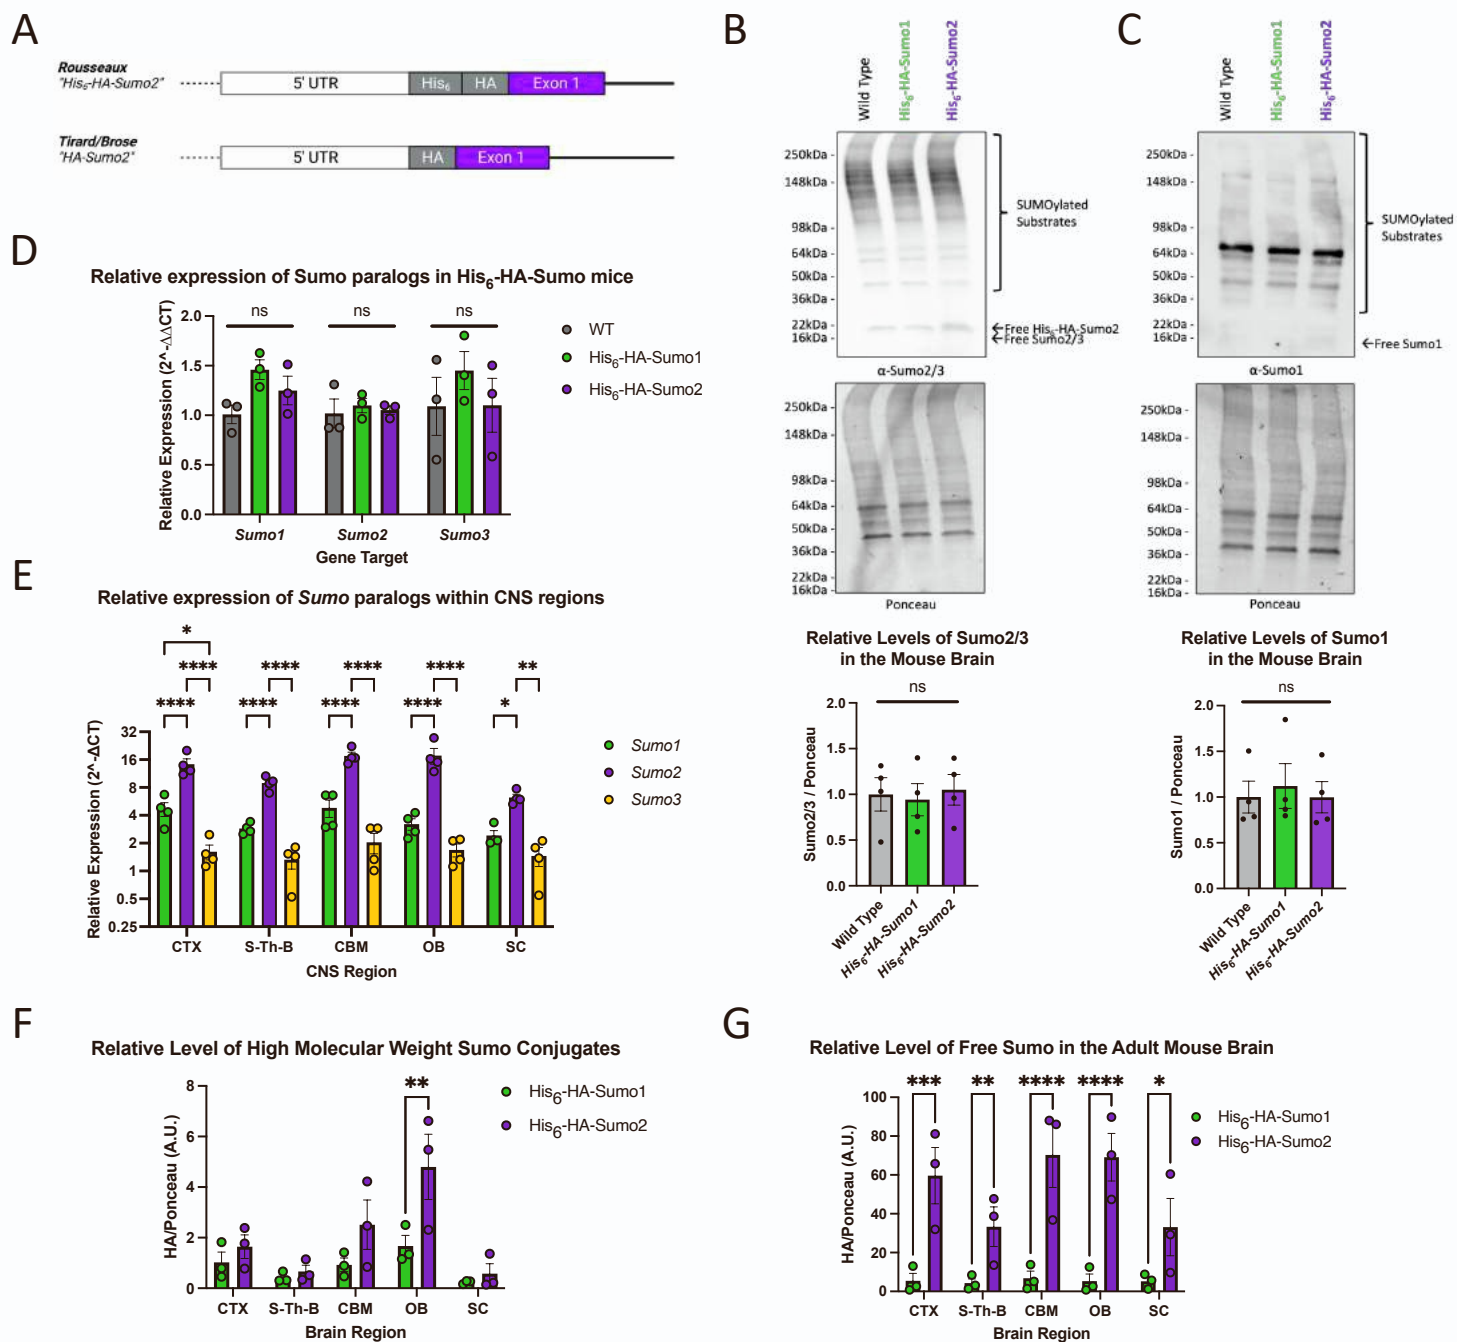 A
Rousseaux
"His6-HA-Sumo2"
5' UTR
His6
HA
Exon 1
Tirard/Brose
"HA-Sumo2"
5' UTR
HA
Exon 1
B
Wild Type
His6-HA-Sumo1
His6-HA-Sumo2
250kDa -
148kDa -
98kDa -
64kDa -
50kDa -
36kDa -
22kDa -
16kDa -
SUMOylated
Substrates
←Free His6-HA-Sumo2
←Free Sumo2/3
α-Sumo2/3
250kDa -
148kDa -
98kDa -
64kDa -
50kDa -
36kDa -
22kDa -
16kDa -
Ponceau
Relative Levels of Sumo2/3
in the Mouse Brain
ns
Sumo2/3 / Ponceau
2.0
1.5
1.0
0.5
0.0
Wild Type
His6-HA-Sumo1
His6-HA-Sumo2
C
Wild Type
His6-HA-Sumo1
His6-HA-Sumo2
250kDa -
148kDa -
98kDa -
64kDa -
50kDa -
36kDa -
22kDa -
16kDa -
SUMOylated
Substrates
←Free Sumo1
α-Sumo1
250kDa -
148kDa -
98kDa -
64kDa -
50kDa -
36kDa -
22kDa -
16kDa -
Ponceau
Relative Levels of Sumo1
in the Mouse Brain
ns
Sumo1 / Ponceau
2.0
1.5
1.0
0.5
0.0
Wild Type
His6-HA-Sumo1
His6-HA-Sumo2
D
Relative expression of Sumo paralogs in His6-HA-Sumo mice
Relative Expression (2^-ΔΔCT)
2.0
1.5
1.0
0.5
0.0
ns
ns
ns
WT
His6-HA-Sumo1
His6-HA-Sumo2
Sumo1
Sumo2
Sumo3
Gene Target
E
Relative expression of Sumo paralogs within CNS regions
*
**** **** **** **** **
**** **** **** **** *
Relative Expression (2^-ΔCT)
32
16
8
4
2
1
0.5
0.25
Sumo1
Sumo2
Sumo3
CTX
S-Th-B
CBM
OB
SC
CNS Region
F
Relative Level of High Molecular Weight Sumo Conjugates
HA/Ponceau (A.U.)
8
6
4
2
0
**
His6-HA-Sumo1
His6-HA-Sumo2
CTX
S-Th-B
CBM
OB
SC
Brain Region
G
Relative Level of Free Sumo in the Adult Mouse Brain
HA/Ponceau (A.U.)
100
80
60
40
20
0
*** ** **** **** *
His6-HA-Sumo1
His6-HA-Sumo2
CTX
S-Th-B
CBM
OB
SC
Brain Region